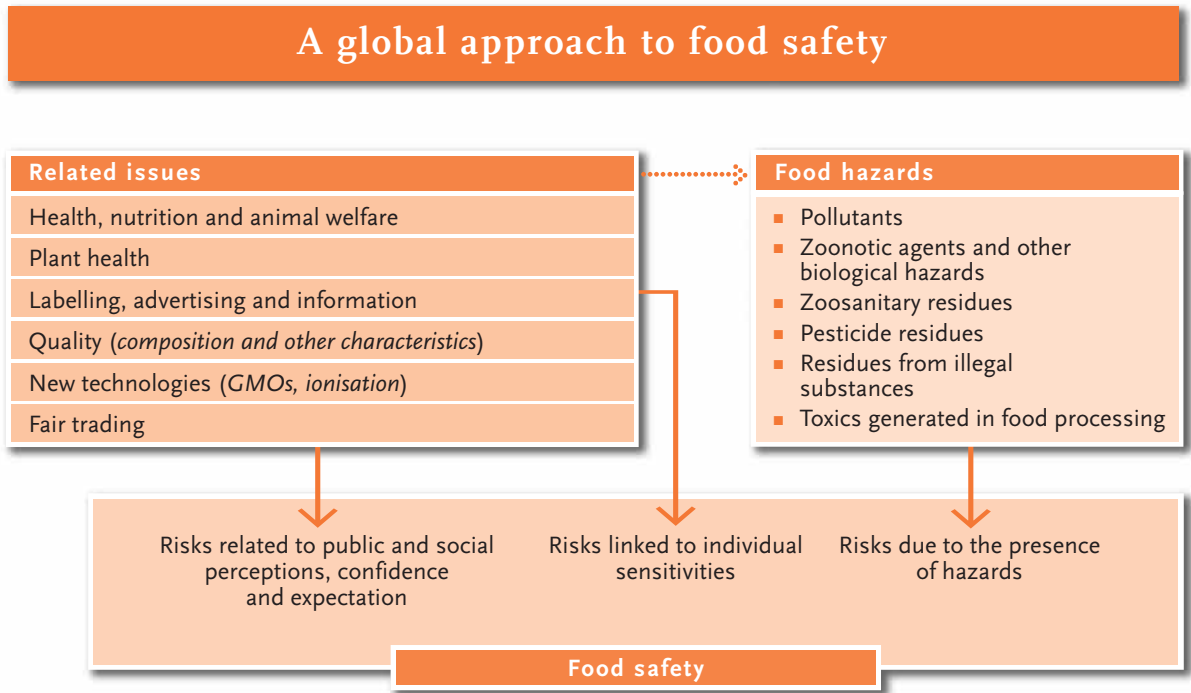 A global approach to food safety
Related issues
Health, nutrition and animal welfare
Plant health
Labelling, advertising and information
Quality (composition and other characteristics)
New technologies (GMOs, ionisation)
Fair trading
Food hazards
Pollutants
Zoonotic agents and other
biological hazards
Zoosanitary residues
Pesticide residues
Residues from illegal
substances
Toxics generated in food processing
Risks related to public and social
perceptions, confidence
and expectation
Risks linked to individual
sensitivities
Risks due to the presence
of hazards
Food safety